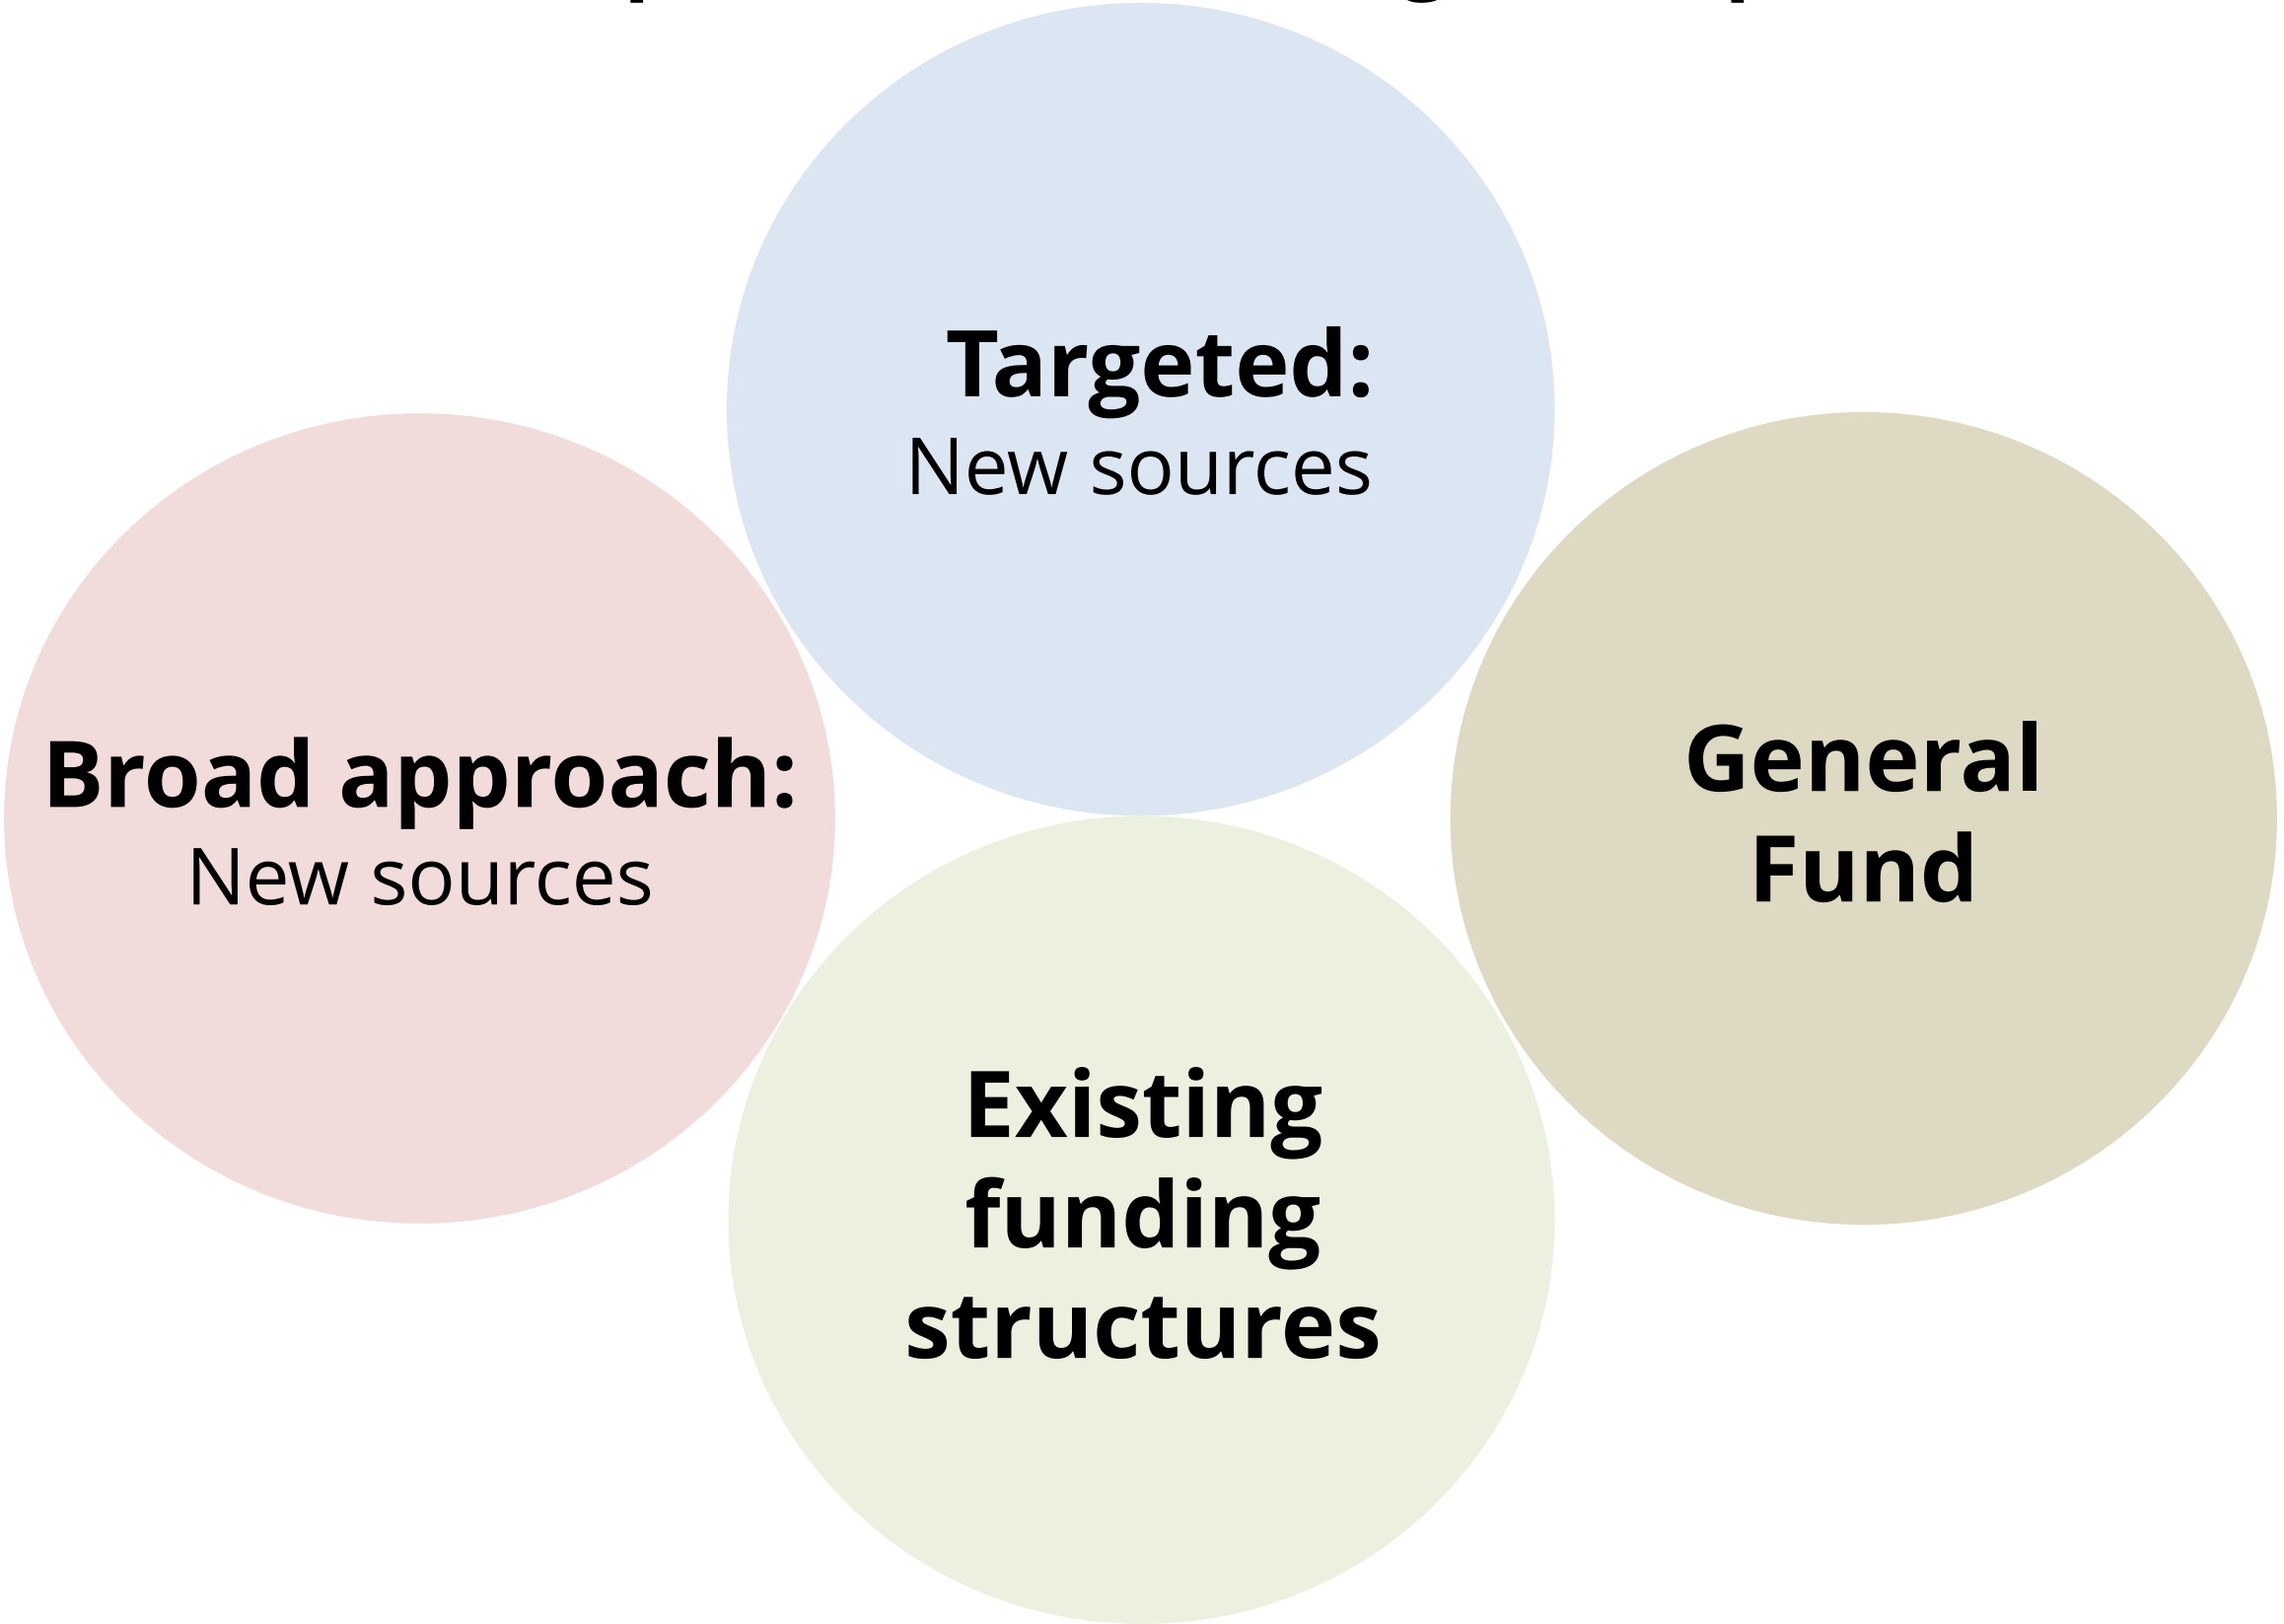 Targeted:
New sources
Broad approach:
New sources
General
Fund
Existing
funding
structures